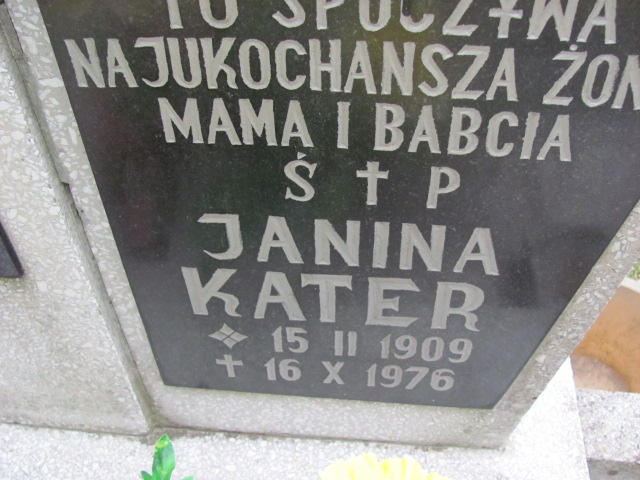 TU SPOCZYWA
NAJUKOCHANSZA ŻON
MAMA I BABCIA
Ś † P
JANINA
KATER
15 II 1909
† 16 X 1976